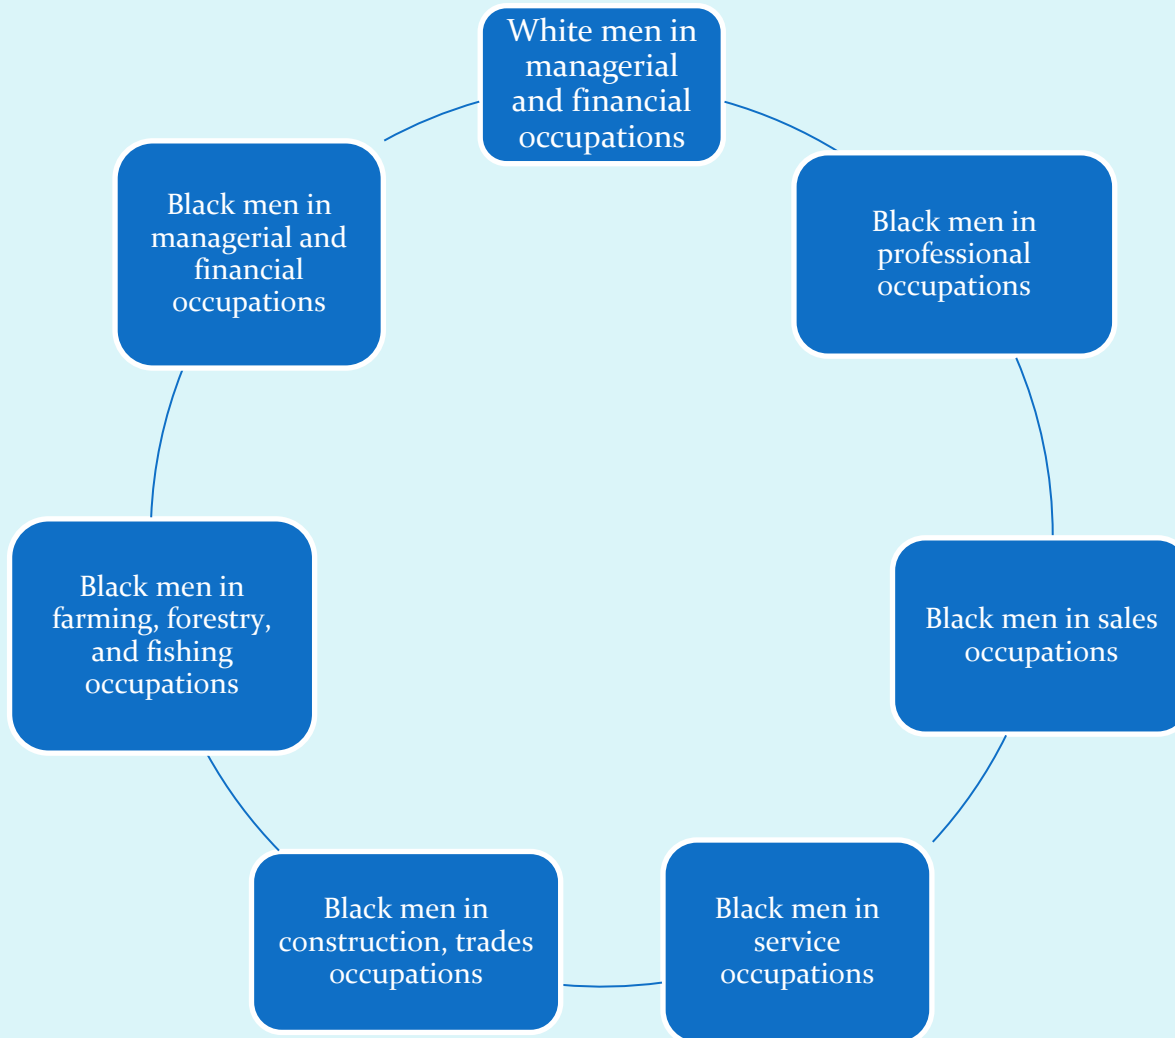 White men in
managerial
and financial
occupations
Black men in
professional
occupations
Black men in sales
occupations
Black men in
service
occupations
Black men in
construction, trades
occupations
Black men in
farming, forestry,
and fishing
occupations
Black men in
managerial and
financial
occupations